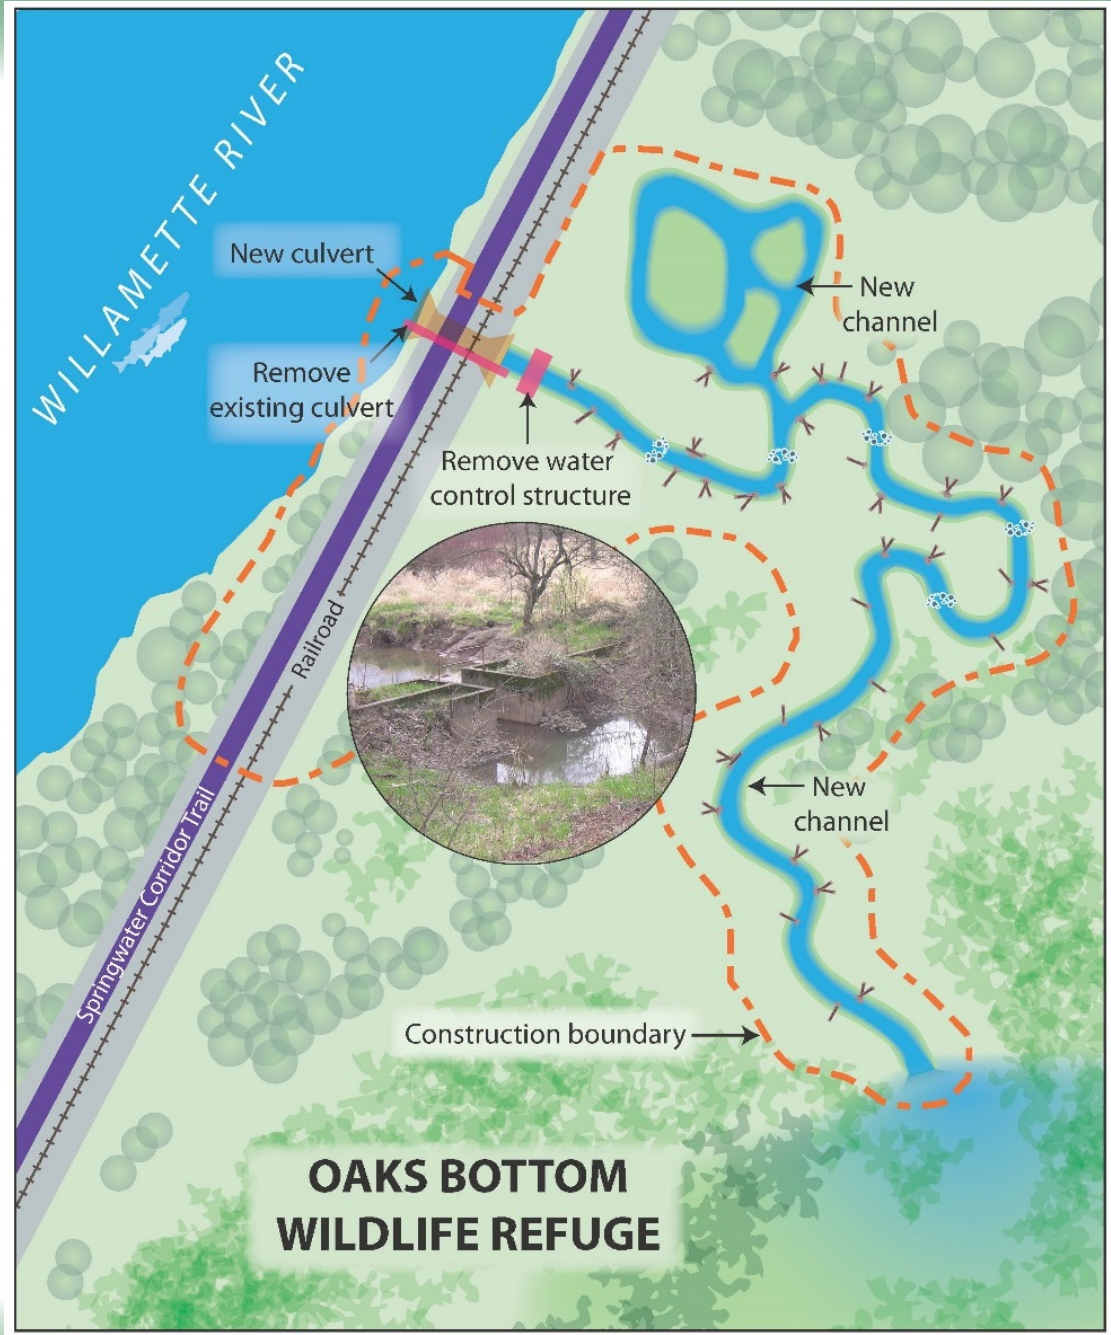 WILLAMETTE RIVER
New culvert
New
channel
Remove
existing culvert
Remove water
control structure
Railroad
New
channel
Springwater Corridor Trail
Construction boundary
OAKS BOTTOM
WILDLIFE REFUGE